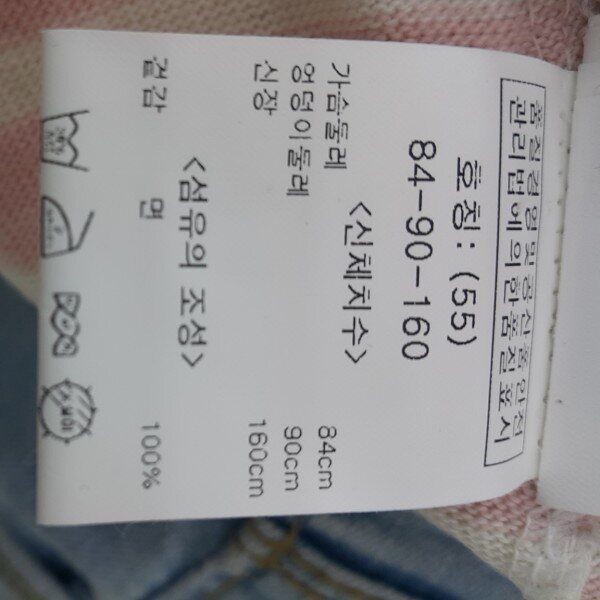 품질경영및공산품안전
관리법에의한품질표시
호칭: (55)
84-90-160
<신체치수>
가슴둘레 84cm
엉덩이둘레 90cm
신장 160cm
<섬유의 조성>
겉감 면 100%